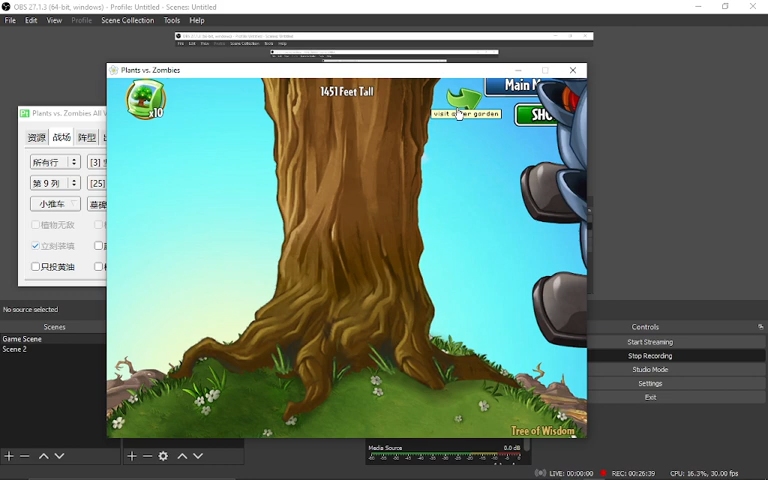 OBS 27.1.3 (64-bit, windows) - Profile: Untitled - Scenes: Untitled
File Edit View Profile Scene Collection Tools Help
Plants vs. Zombies
1451 Feet Tall
Main M
x10
SHO
Plants vs. Zombies All V
资源 战场 阵型
所有行
[3]
第 9 列
[25]
小推车
植物无敌
立刻装填
只投黄油
Tree of Wisdom
No source selected
Scenes
Game Scene
Scene 2
Media Source
0.0 dB
Controls
Start Streaming
Stop Recording
Studio Mode
Settings
Exit
LIVE: 00:00:00 REC: 00:26:39 CPU: 16.3%, 30.00 fps